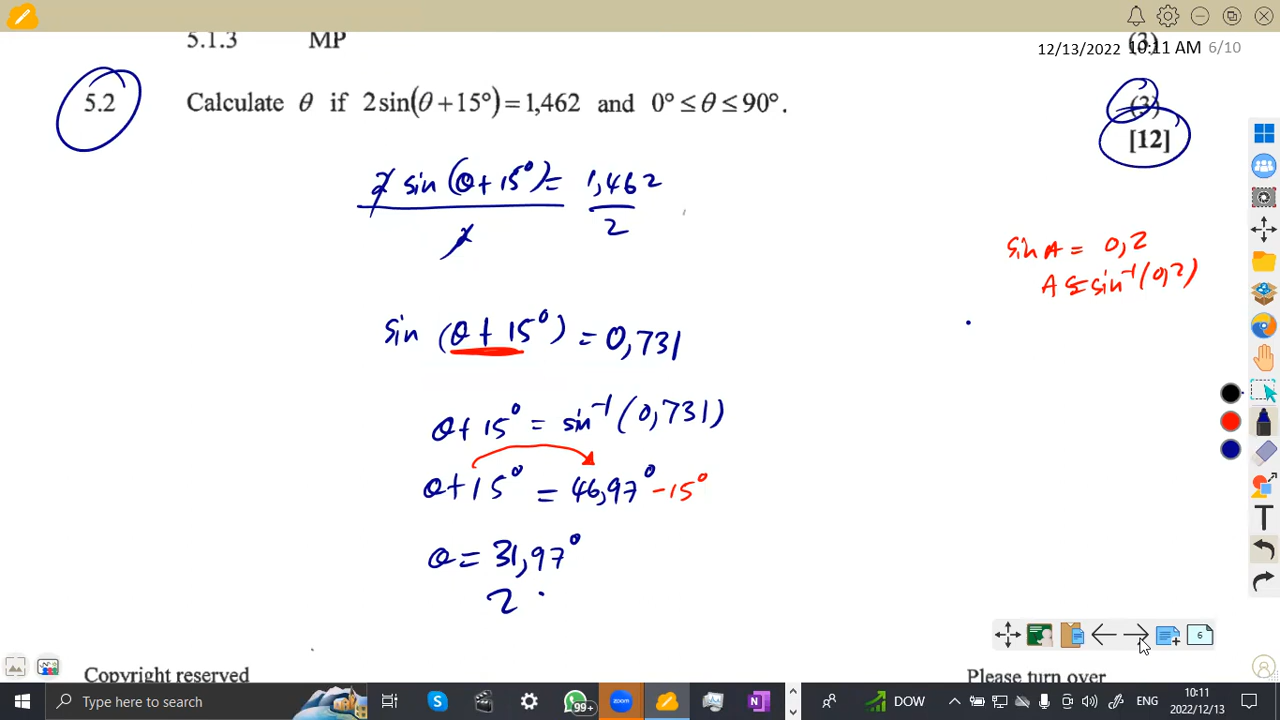 5.1.3 MP (3)
12/13/2022 10:11 AM 6/10
5.2 Calculate θ if 2sin(θ+15°)=1,462 and 0°≤θ≤90°. (3)
[12]
2 sin (θ+15°) = 1,462
2 2
sin A = 0,2
A = sin⁻¹(0,2)
sin (θ+15°) = 0,731
θ+15° = sin⁻¹(0,731)
θ+15° = 46,97° -15°
θ = 31,97°
2 .
6
Copyright reserved Please turn over
T
Type here to search
99+
DOW
ENG
10:11
2022/12/13